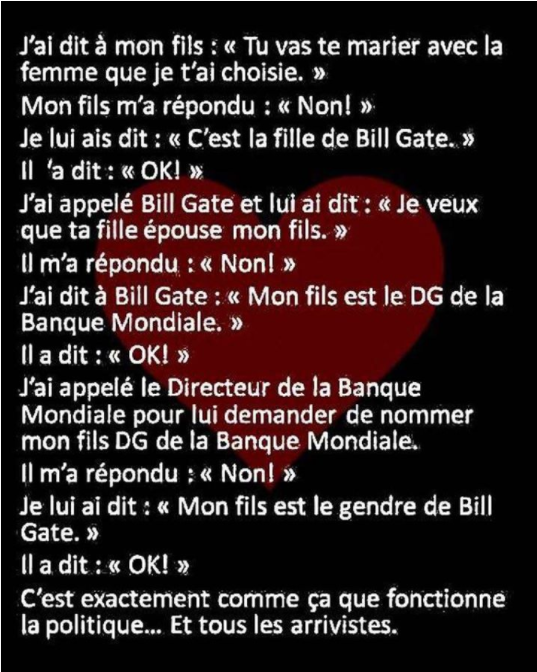 J'ai dit à mon fils : « Tu vas te marier avec la
femme que je t'ai choisie. »
Mon fils m'a répondu : « Non! »
Je lui ais dit : « C'est la fille de Bill Gate. »
Il 'a dit : « OK! »
J'ai appelé Bill Gate et lui ai dit : « Je veux
que ta fille épouse mon fils. »
Il m'a répondu : « Non! »
J'ai dit à Bill Gate : « Mon fils est le DG de la
Banque Mondiale. »
Il a dit : « OK! »
J'ai appelé le Directeur de la Banque
Mondiale pour lui demander de nommer
mon fils DG de la Banque Mondiale.
Il m'a répondu : « Non! »
Je lui ai dit : « Mon fils est le gendre de Bill
Gate. »
Il a dit : « OK! »
C'est exactement comme ça que fonctionne
la politique... Et tous les arrivistes.